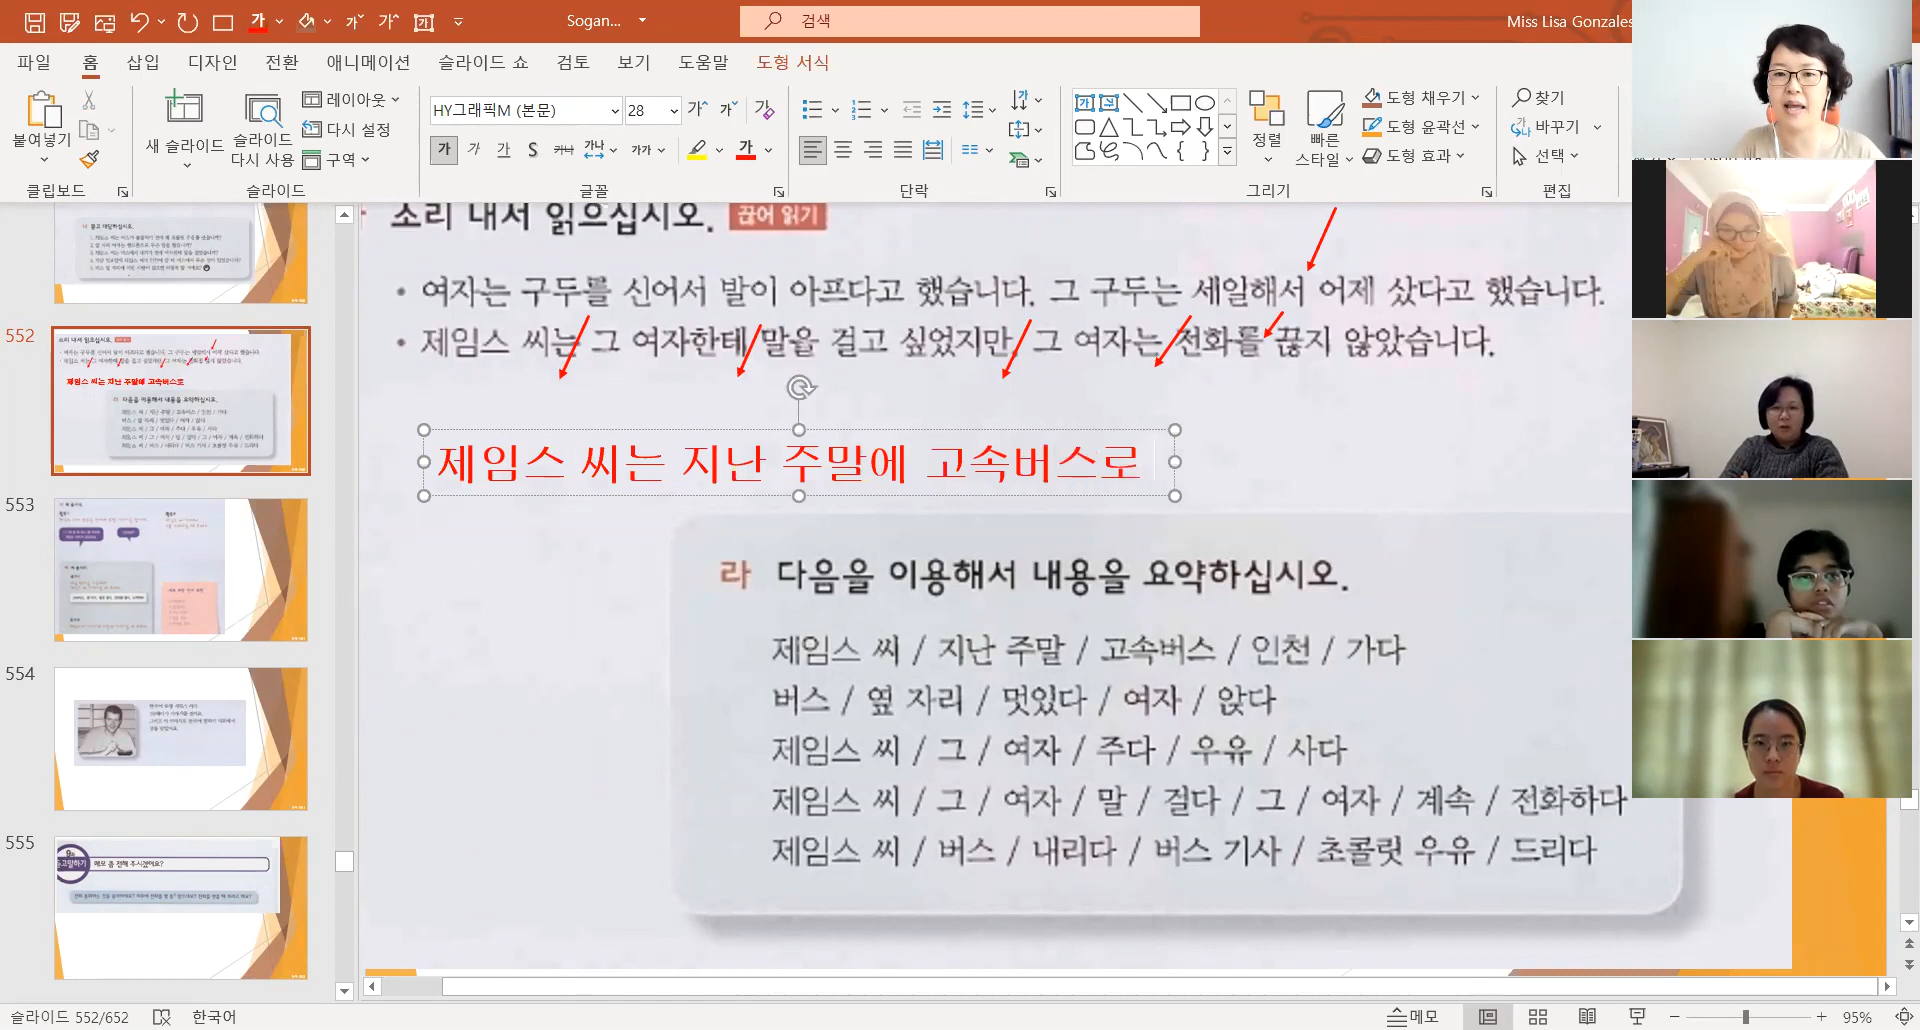 Sogan...
검색
Miss Lisa Gonzales
파일 홈 삽입 디자인 전환 애니메이션 슬라이드 쇼 검토 보기 도움말 도형 서식
붙여넣기
새 슬라이드
슬라이드 다시 사용
레이아웃
다시 설정
구역
HY그래픽M (본문) 28
정렬
빠른 스타일
도형 채우기
도형 윤곽선
도형 효과
찾기
바꾸기
선택
클립보드 슬라이드 글꼴 단락 그리기 편집
552
553
554
555
소리 내서 읽으십시오. 끊어 읽기
• 여자는 구두를 신어서 발이 아프다고 했습니다. 그 구두는 세일해서 어제 샀다고 했습니다.
• 제임스 씨는 그 여자한테 말을 걸고 싶었지만, 그 여자는 전화를 끊지 않았습니다.
제임스 씨는 지난 주말에 고속버스로
라 다음을 이용해서 내용을 요약하십시오.
제임스 씨 / 지난 주말 / 고속버스 / 인천 / 가다
버스 / 옆 자리 / 멋있다 / 여자 / 앉다
제임스 씨 / 그 / 여자 / 주다 / 우유 / 사다
제임스 씨 / 그 / 여자 / 말 / 걸다 / 그 / 여자 / 계속 / 전화하다
제임스 씨 / 버스 / 내리다 / 버스 기사 / 초콜릿 우유 / 드리다
슬라이드 552/652 한국어 메모 95%